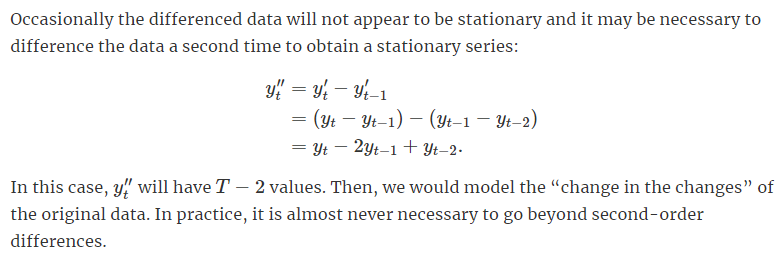 Occasionally the differenced data will not appear to be stationary and it may be necessary to
difference the data a second time to obtain a stationary series:
y″ₜ = y′ₜ − y′ₜ₋₁
= (yₜ − yₜ₋₁) − (yₜ₋₁ − yₜ₋₂)
= yₜ − 2yₜ₋₁ + yₜ₋₂.
In this case, y″ₜ will have T − 2 values. Then, we would model the “change in the changes” of
the original data. In practice, it is almost never necessary to go beyond second-order
differences.